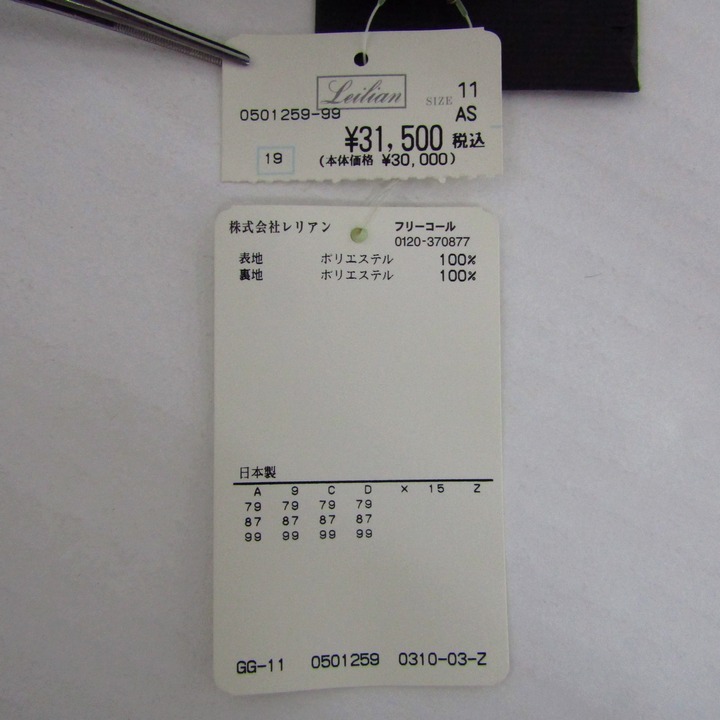 Leilian SIZE 11
0501259-99 AS
¥31,500 税込
19 (本体価格 ¥30,000)
株式会社レリアン フリーコール
0120-370877
表地 ポリエステル 100%
裏地 ポリエステル 100%
日本製
A 9 C D × 15 Z
79 79 79 79
87 87 87 87
99 99 99 99
GG-11 0501259 0310-03-Z